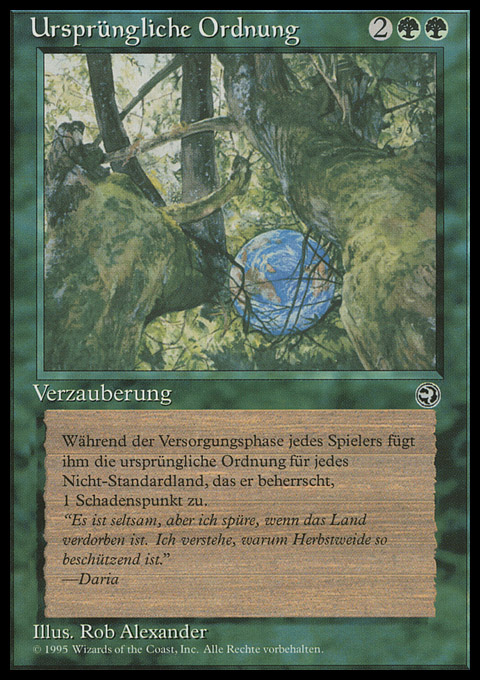 Ursprüngliche Ordnung 2
Verzauberung
Während der Versorgungsphase jedes Spielers fügt
ihm die ursprüngliche Ordnung für jedes
Nicht-Standardland, das er beherrscht,
1 Schadenspunkt zu.
“Es ist seltsam, aber ich spüre, wenn das Land
verdorben ist. Ich verstehe, warum Herbstweide so
beschützend ist.”
—Daria
Illus. Rob Alexander
© 1995 Wizards of the Coast, Inc. Alle Rechte vorbehalten.